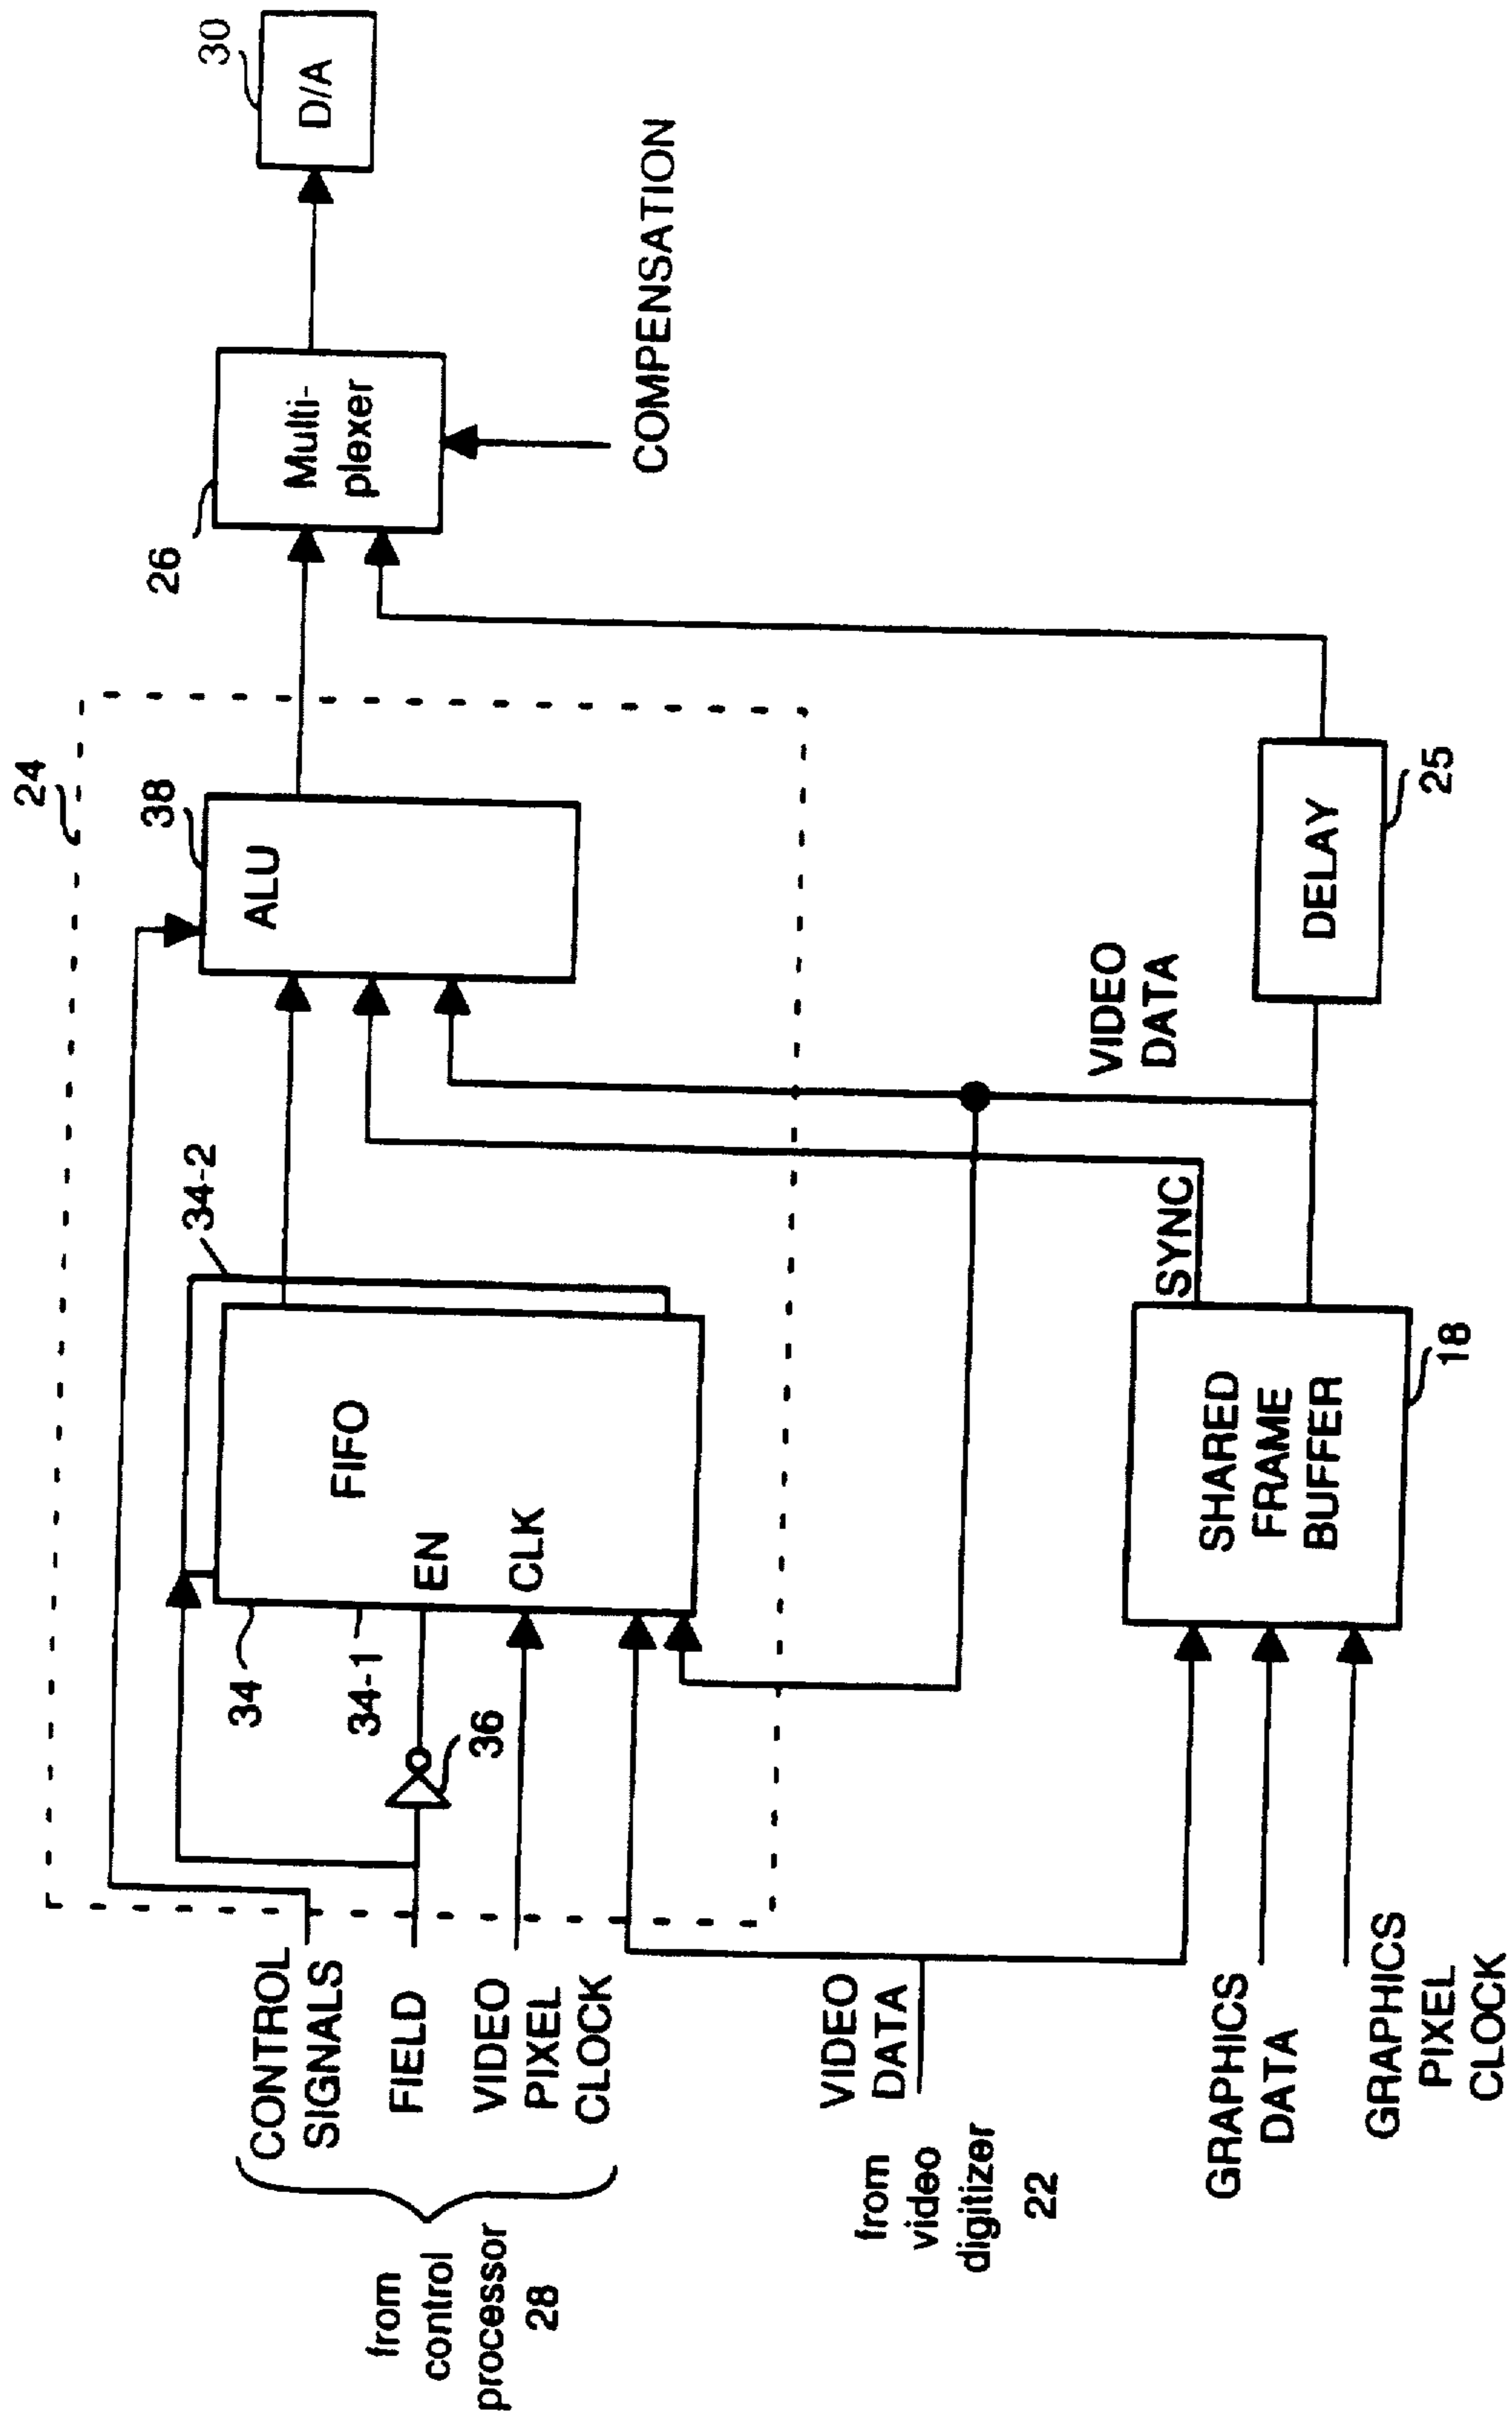 30
D/A
26
Multi-
plexer
COMPENSATION
24
38
ALU
34-2
FIFO
EN
CLK
34
34-1
36
CONTROL
SIGNALS
FIELD
VIDEO
PIXEL
CLOCK
from
control
processor
28
VIDEO
DATA
from
video
digitizer
22
VIDEO
DATA
DELAY
25
SYNC
SHARED
FRAME
BUFFER
18
GRAPHICS
DATA
GRAPHICS
PIXEL
CLOCK